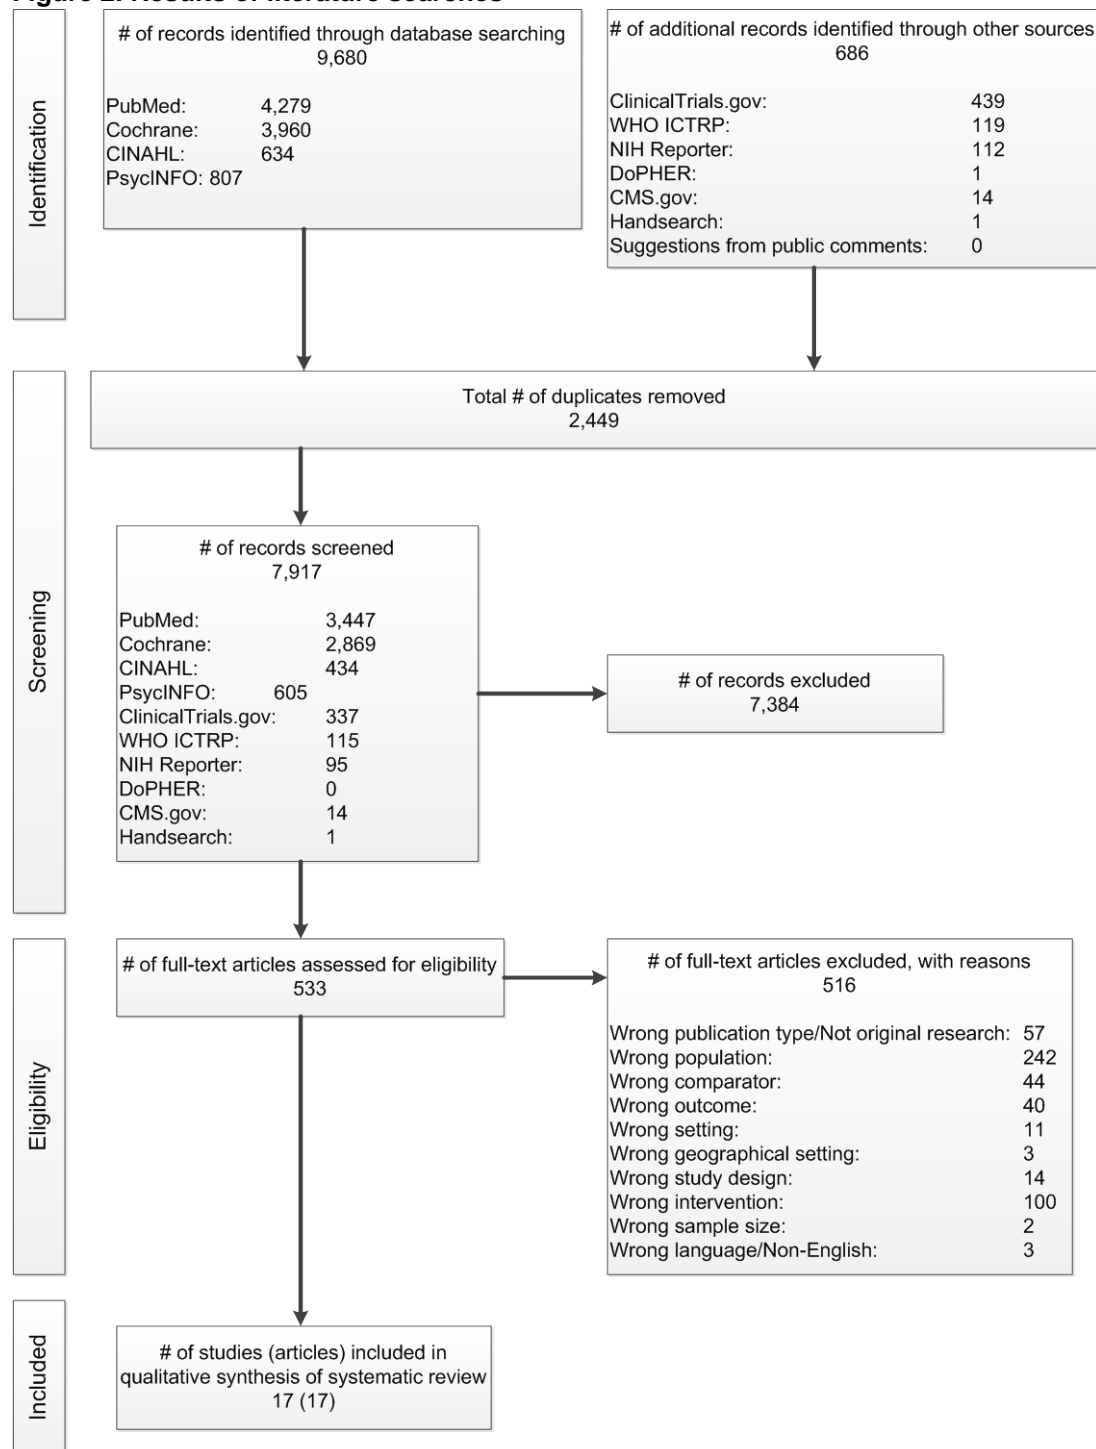 Figure 2. Results of literature searches
# of records identified through database searching
9,680
PubMed: 4,279
Cochrane: 3,960
CINAHL: 634
PsycINFO: 807
# of additional records identified through other sources
686
ClinicalTrials.gov: 439
WHO ICTRP: 119
NIH Reporter: 112
DoPHER: 1
CMS.gov: 14
Handsearch: 1
Suggestions from public comments: 0
Identification
Total # of duplicates removed
2,449
Screening
# of records screened
7,917
PubMed: 3,447
Cochrane: 2,869
CINAHL: 434
PsycINFO: 605
ClinicalTrials.gov: 337
WHO ICTRP: 115
NIH Reporter: 95
DoPHER: 0
CMS.gov: 14
Handsearch: 1
# of records excluded
7,384
Eligibility
# of full-text articles assessed for eligibility
533
# of full-text articles excluded, with reasons
516
Wrong publication type/Not original research: 57
Wrong population: 242
Wrong comparator: 44
Wrong outcome: 40
Wrong setting: 11
Wrong geographical setting: 3
Wrong study design: 14
Wrong intervention: 100
Wrong sample size: 2
Wrong language/Non-English: 3
Included
# of studies (articles) included in
qualitative synthesis of systematic review
17 (17)